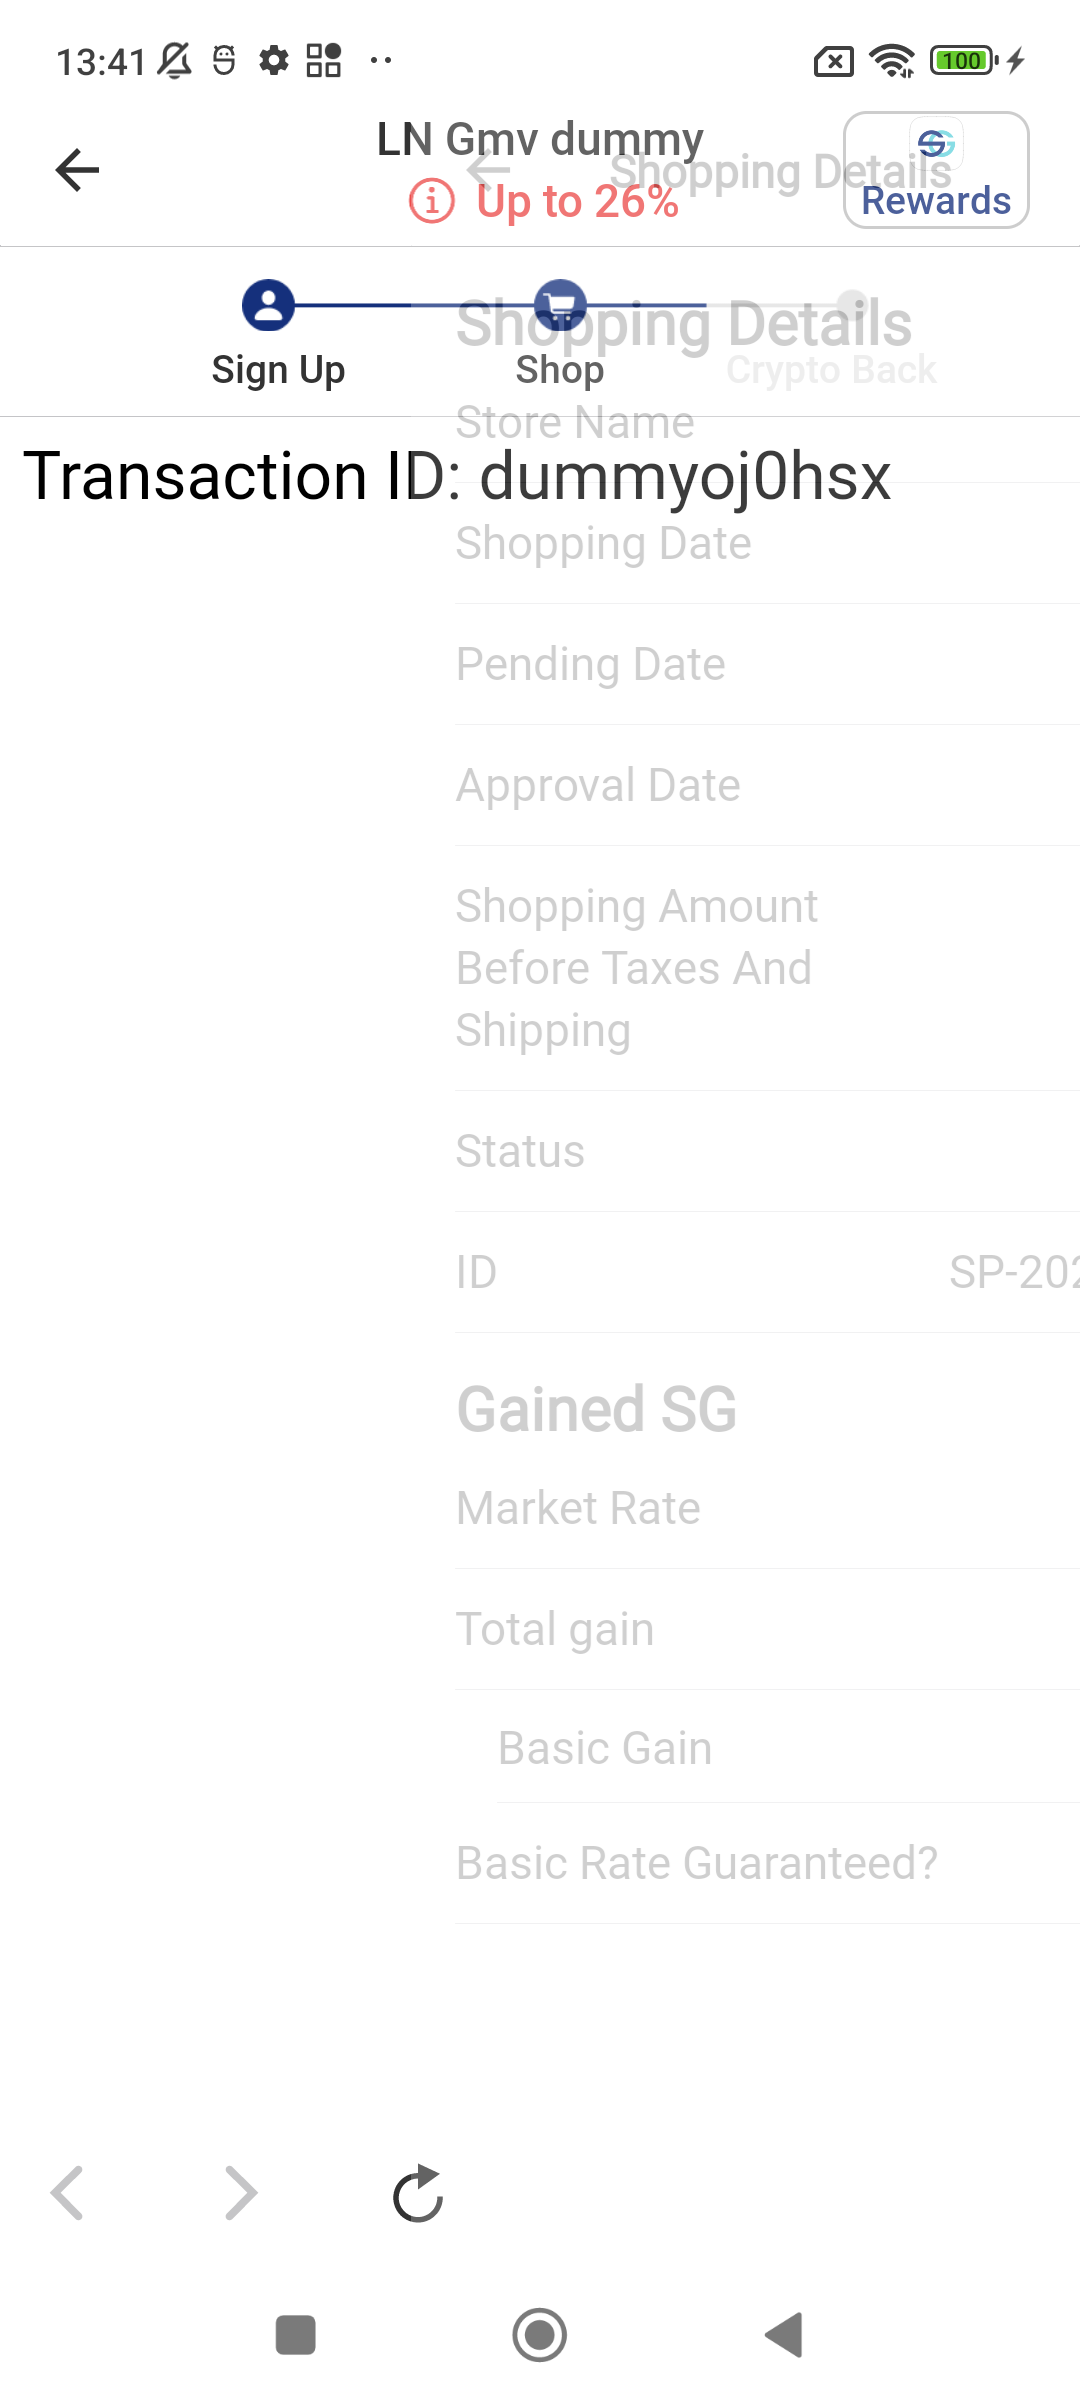 13:41
100
LN Gmv dummy
Shopping Details
Up to 26%
Rewards
Shopping Details
Sign Up
Shop
Crypto Back
Store Name
Transaction ID: dummyoj0hsx
Shopping Date
Pending Date
Approval Date
Shopping Amount
Before Taxes And
Shipping
Status
ID
SP-202
Gained SG
Market Rate
Total gain
Basic Gain
Basic Rate Guaranteed?